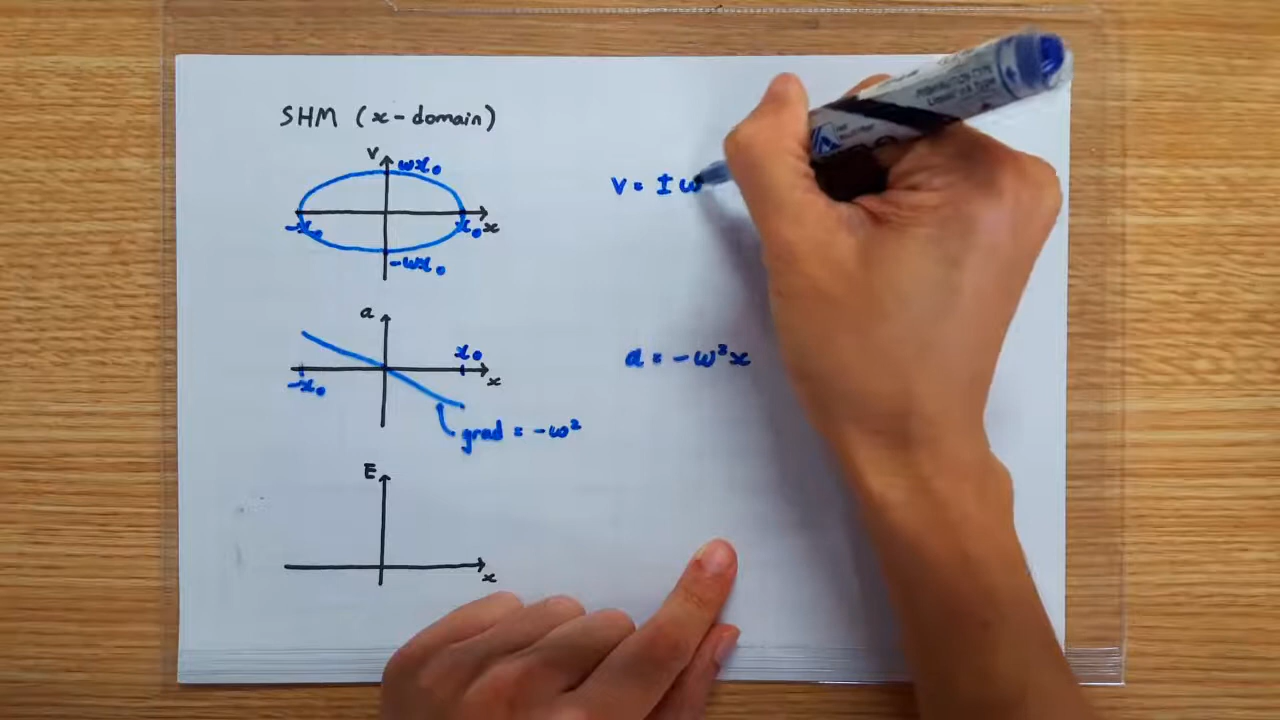 SHM (x-domain)
v
ωx₀
v = ± ω
-x₀
x₀
x
-ωx₀
a
x₀
a = -ω²x
-x₀
x
grad = -ω²
E
x